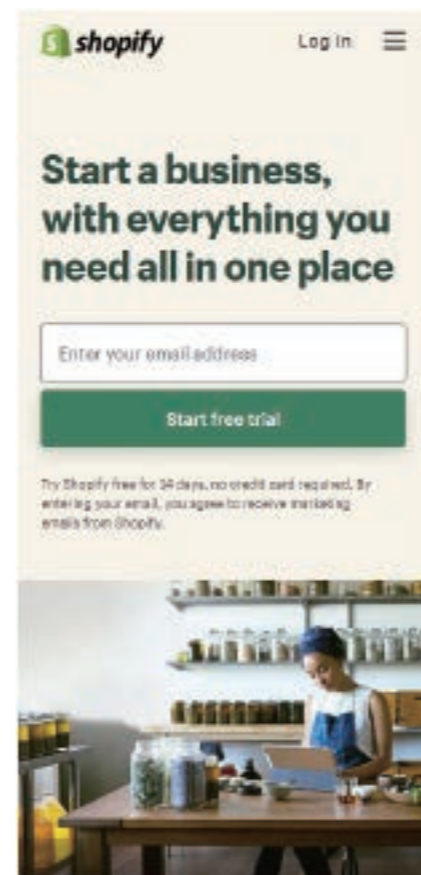 shopify
Log in
Start a business,
with everything you
need all in one place
Enter your email address
Start free trial
Try Shopify free for 14 days, no credit card required. By
entering your email, you agree to receive marketing
emails from Shopify.